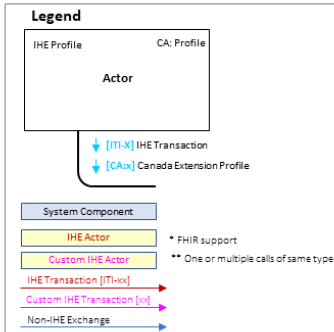 Legend
IHE Profile CA: Profile
Actor
[ITI-X] IHE Transaction
[CA:x] Canada Extension Profile
System Component
IHE Actor * FHIR support
Custom IHE Actor ** One or multiple calls of same type
IHE Transaction [ITI-xx]
Custom IHE Transaction [xx]
Non-IHE Exchange